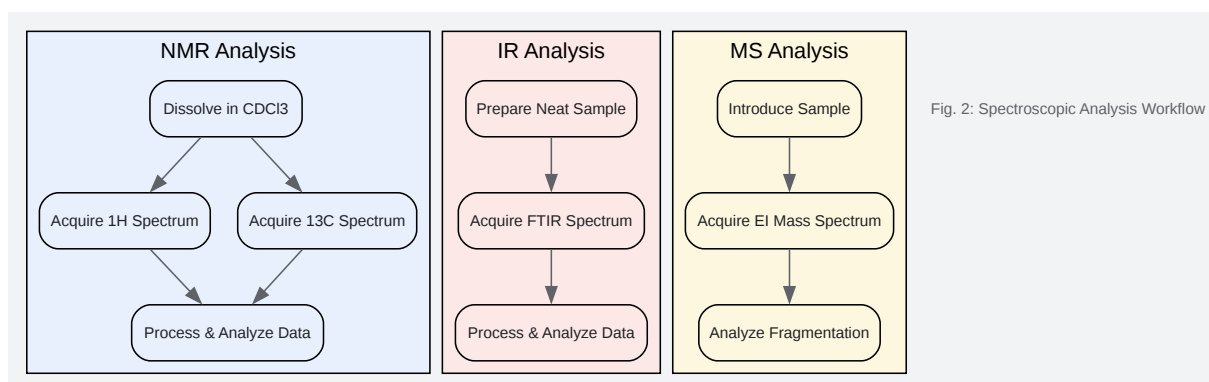 NMR Analysis
Dissolve in CDCl3
Acquire 1H Spectrum
Acquire 13C Spectrum
Process & Analyze Data
IR Analysis
Prepare Neat Sample
Acquire FTIR Spectrum
Process & Analyze Data
MS Analysis
Introduce Sample
Acquire EI Mass Spectrum
Analyze Fragmentation
Fig. 2: Spectroscopic Analysis Workflow